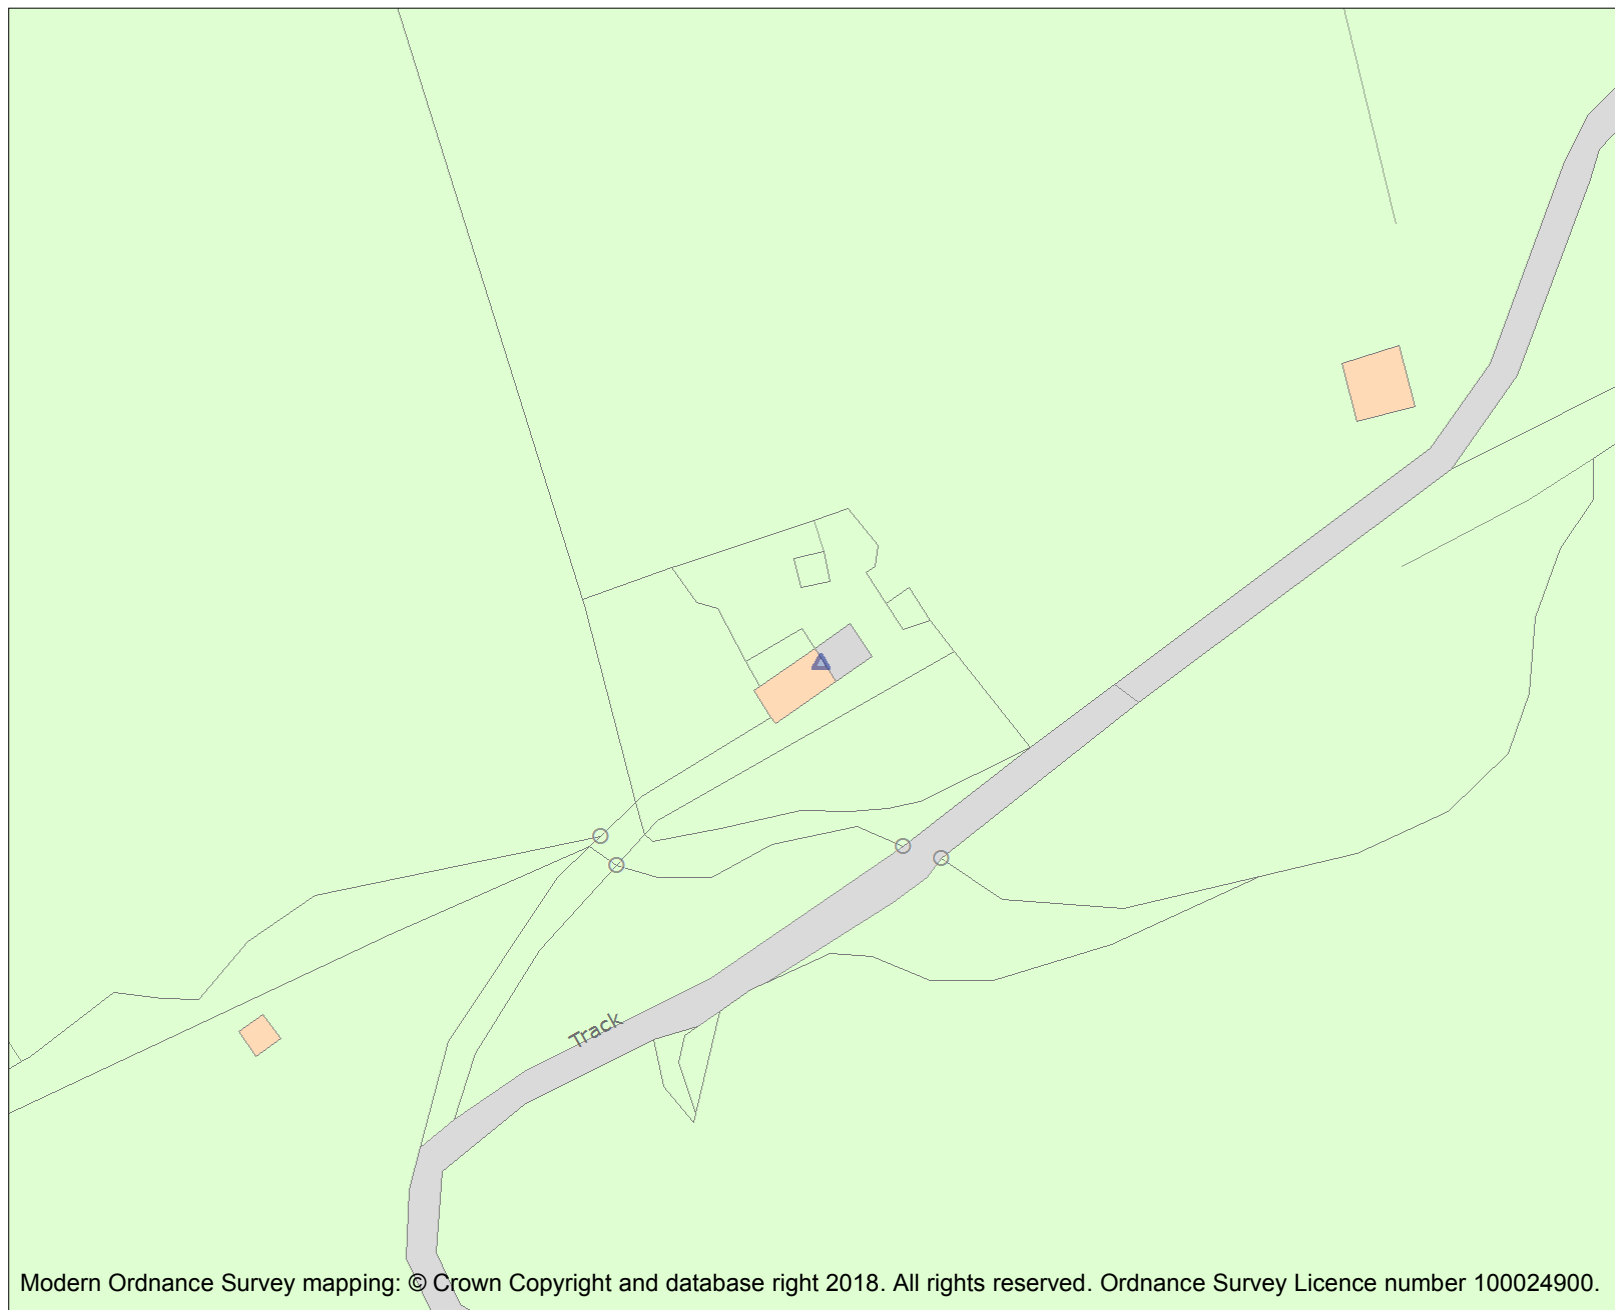 Track
Modern Ordnance Survey mapping: © Crown Copyright and database right 2018. All rights reserved. Ordnance Survey Licence number 100024900.